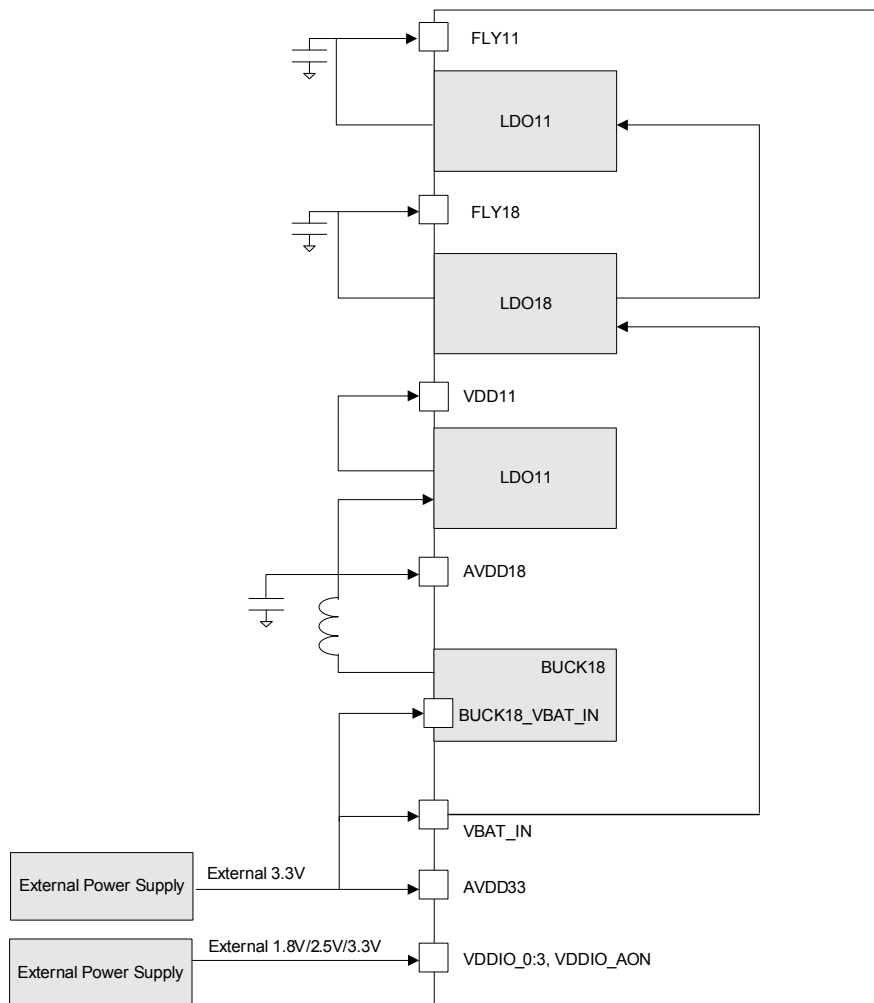 FLY11
LDO11
FLY18
LDO18
VDD11
LDO11
AVDD18
BUCK18
BUCK18_VBAT_IN
VBAT_IN
External Power Supply
External 3.3V
AVDD33
External Power Supply
External 1.8V/2.5V/3.3V
VDDIO_0:3, VDDIO_AON